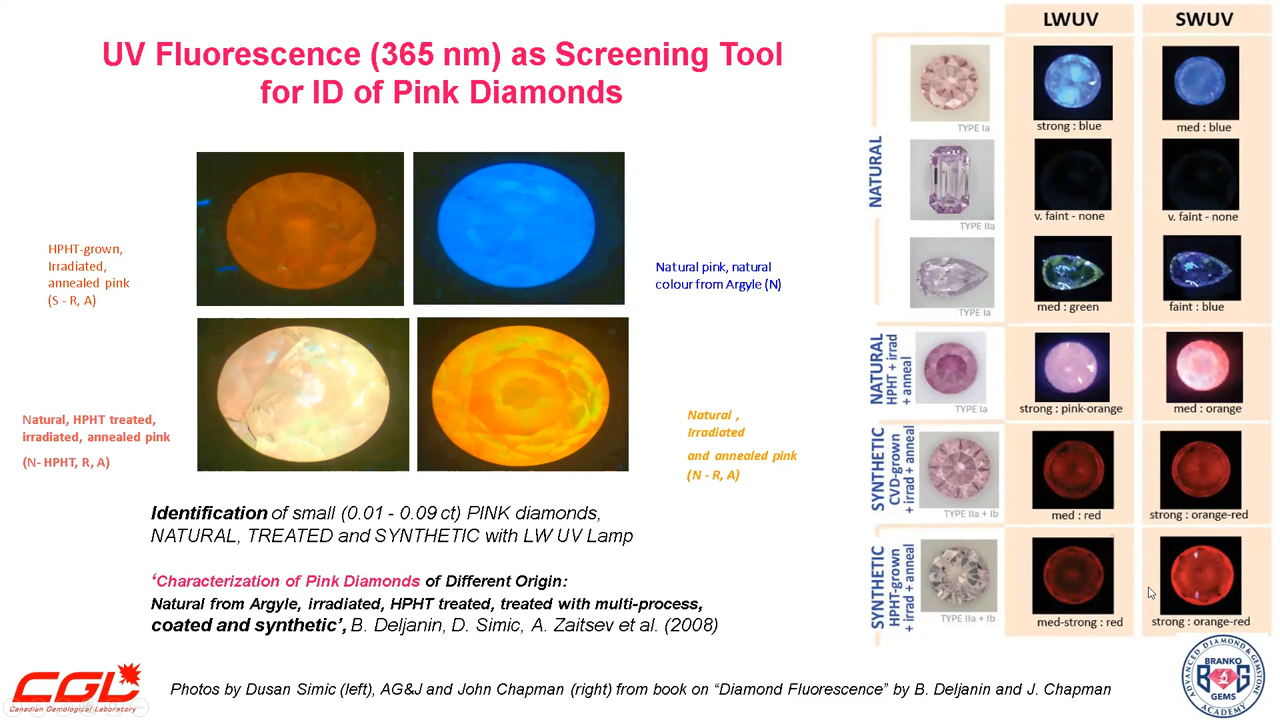 UV Fluorescence (365 nm) as Screening Tool
for ID of Pink Diamonds
HPHT-grown,
Irradiated,
annealed pink
(S - R, A)
Natural pink, natural
colour from Argyle (N)
Natural, HPHT treated,
irradiated, annealed pink
(N- HPHT, R, A)
Natural ,
Irradiated
and annealed pink
(N - R, A)
Identification of small (0.01 - 0.09 ct) PINK diamonds,
NATURAL, TREATED and SYNTHETIC with LW UV Lamp
‘Characterization of Pink Diamonds of Different Origin:
Natural from Argyle, irradiated, HPHT treated, treated with multi-process,
coated and synthetic’, B. Deljanin, D. Simic, A. Zaitsev et al. (2008)
LWUV
SWUV
NATURAL
TYPE Ia
strong : blue
med : blue
TYPE IIa
v. faint - none
v. faint - none
TYPE Ia
med : green
faint : blue
NATURAL
HPHT + irrad
+ anneal
TYPE Ia
strong : pink-orange
med : orange
SYNTHETIC
CVD-grown
+ irrad + anneal
TYPE IIa + Ib
med : red
strong : orange-red
SYNTHETIC
HPHT-grown
+ irrad + anneal
TYPE IIa + Ib
med-strong : red
strong : orange-red
CGL
Canadian Gemological Laboratory
Photos by Dusan Simic (left), AG&J and John Chapman (right) from book on “Diamond Fluorescence” by B. Deljanin and J. Chapman
ADVANCED DIAMOND & GEMSTONE
BRANKO
B G
GEMS
ACADEMY